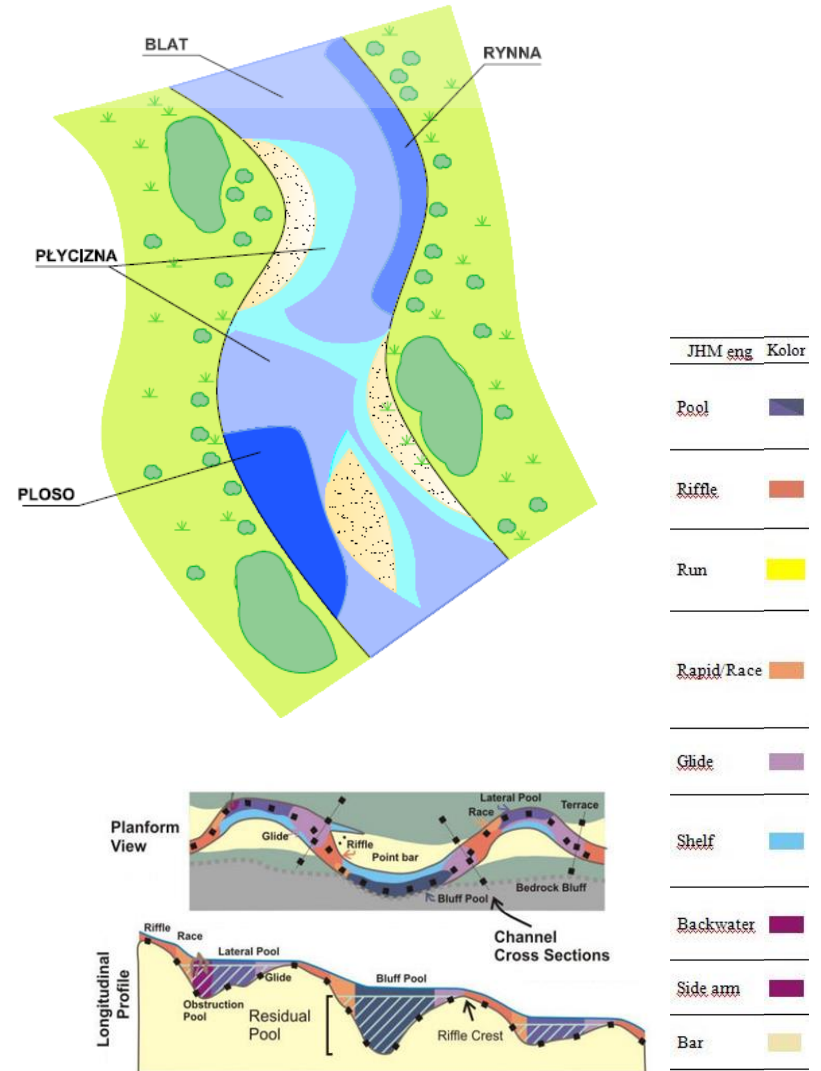 BLAT
RYNNA
PŁYCIZNA
PLOSO
JHM eng Kolor
Pool
Riffle
Run
Rapid/Race
Glide
Shelf
Backwater
Side arm
Bar
Planform
View
Glide
Riffle
Point bar
Lateral Pool
Race
Terrace
Bluff Pool
Bedrock Bluff
Channel
Cross Sections
Longitudinal
Profile
Riffle
Race
Lateral Pool
Glide
Obstruction
Pool
Residual
Pool
Bluff Pool
Riffle Crest